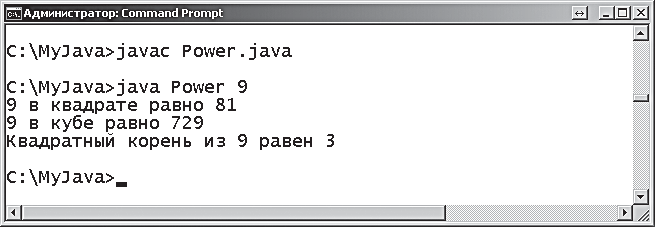 Администратор: Command Prompt
C:\MyJava>javac Power.java
C:\MyJava>java Power 9
9 в квадрате равно 81
9 в кубе равно 729
Квадратный корень из 9 равен 3
C:\MyJava>_